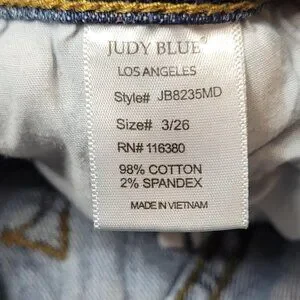 JUDY BLUE®
LOS ANGELES
Style# JB8235MD
Size# 3/26
RN# 116380
98% COTTON
2% SPANDEX
MADE IN VIETNAM